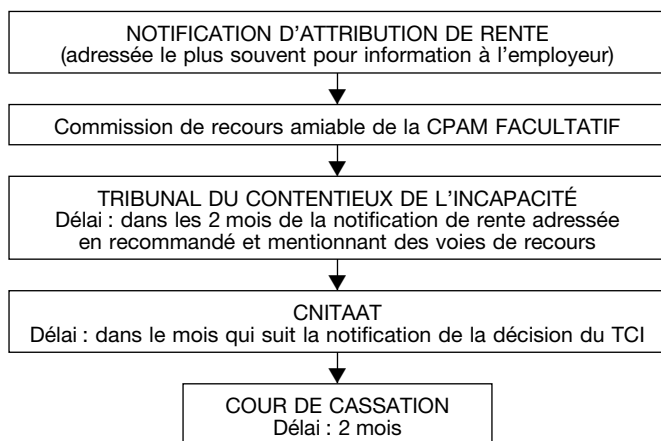 NOTIFICATION D’ATTRIBUTION DE RENTE
(adressée le plus souvent pour information à l’employeur)
Commission de recours amiable de la CPAM FACULTATIF
TRIBUNAL DU CONTENTIEUX DE L’INCAPACITÉ
Délai : dans les 2 mois de la notification de rente adressée
en recommandé et mentionnant des voies de recours
CNITAAT
Délai : dans le mois qui suit la notification de la décision du TCI
COUR DE CASSATION
Délai : 2 mois